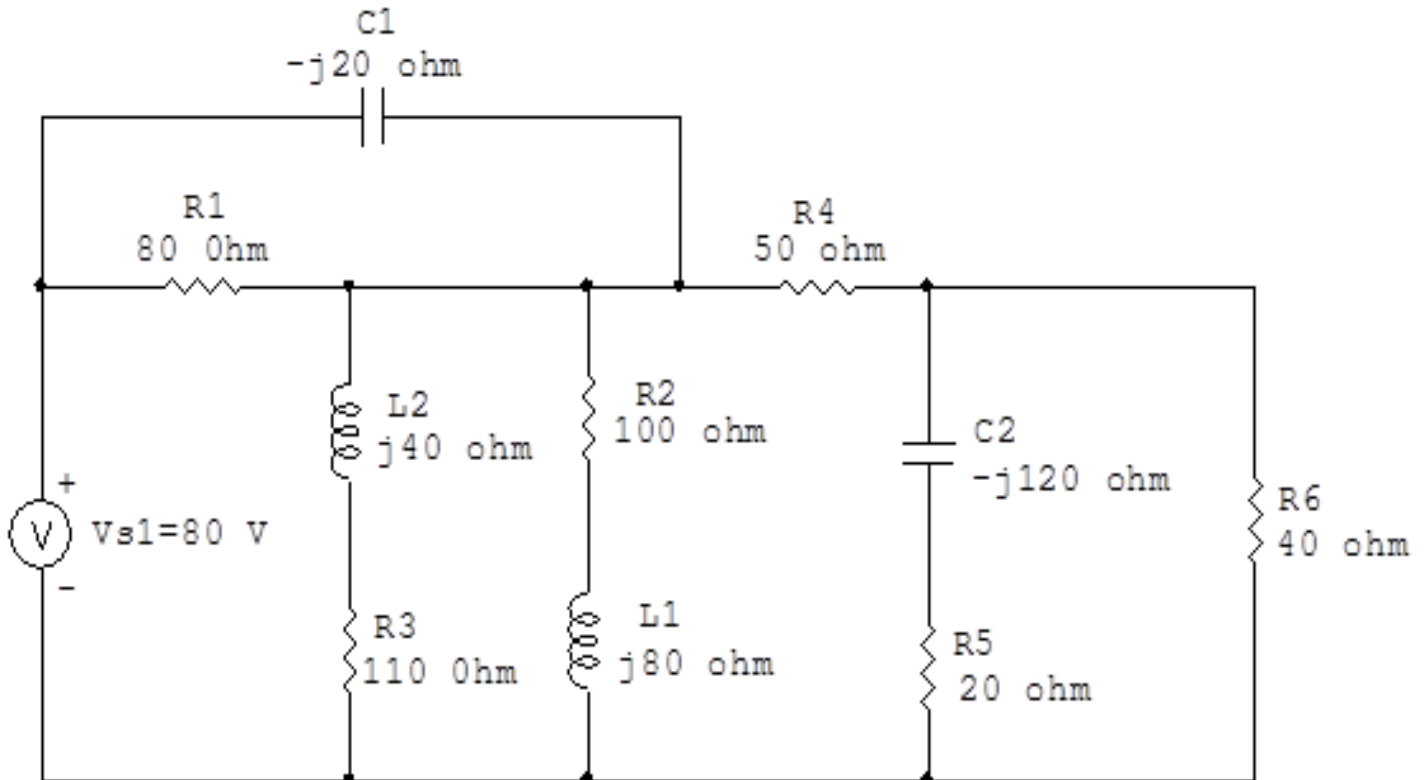 C1
-j20 ohm
R1
80 Ohm
R4
50 ohm
L2
j40 ohm
R2
100 ohm
C2
-j120 ohm
R6
40 ohm
+
V
Vs1=80 V
-
R3
110 Ohm
L1
j80 ohm
R5
20 ohm